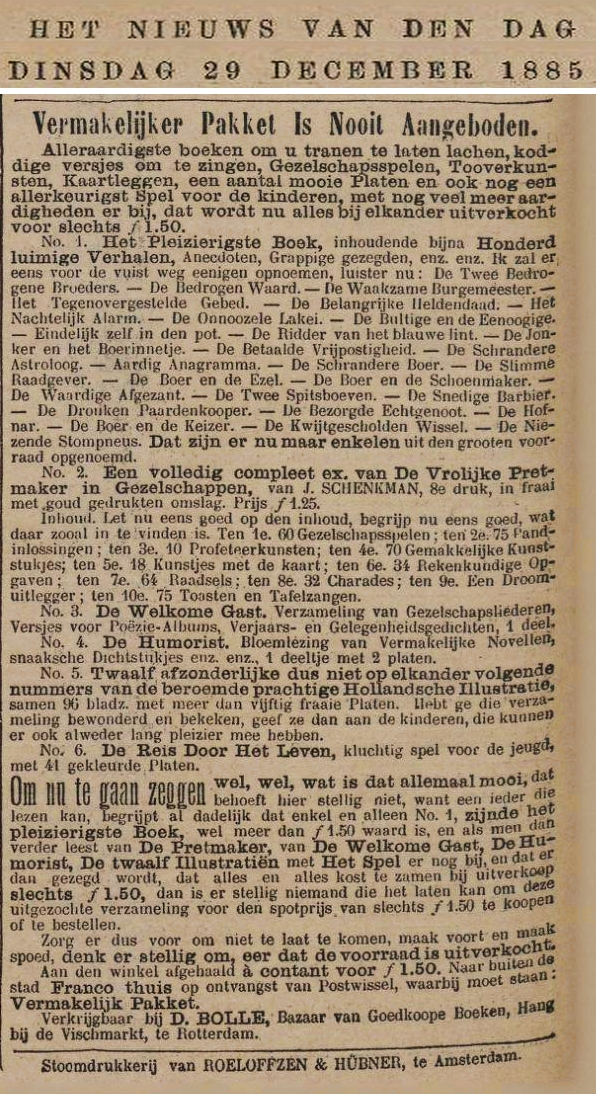 HET NIEUWS VAN DEN DAG
DINSDAG 29 DECEMBER 1885
Vermakelijker Pakket Is Nooit Aangeboden.
Alleraardigste boeken om u tranen te laten lachen, kod-
dige versjes om te zingen, Gezelschapsspelen, Tooverkun-
sten, Kaartleggen, een aantal mooie Platen en ook nog een
allerkeurigst Spel voor de kinderen, met nog veel meer aar-
digheden er bij, dat wordt nu alles bij elkander uitverkocht
voor slechts ƒ 1.50.
No. 1. Het Pleizierigste Boek, inhoudende bijna Honderd
luimige Verhalen, Anecdoten, Grappige gezegden, enz. enz. Ik zal er
eens voor de vuist weg eenigen opnoemen, luister nu: De Twee Bedro-
gene Broeders. — De Bedrogen Waard. — De Waakzame Burgemeester. —
Het Tegenovergestelde Gebed. — De Belangrijke Heldendaad. — Het
Nachtelijk Alarm. — De Onnoozele Lakei. — De Bultige en de Eenoogige.
— Eindelijk zelf in den pot. — De Ridder van het blauwe lint. — De Jon-
ker en het Boerinnetje. — De Betaalde Vrijpostigheid. — De Schrandere
Astroloog. — Aardig Anagramma. — De Schrandere Boer. — De Slimme
Raadgever. — De Boer en de Ezel. — De Boer en de Schoenmaker. —
De Waardige Afgezant. — De Twee Spitsboeven. — De Snedige Barbier.
— De Dronken Paardenkooper. — De Bezorgde Echtgenoot. — De Hof-
nar. — De Boer en de Keizer. — De Kwijtgescholden Wissel. — De Nie-
zende Stompneus. Dat zijn er nu maar enkelen uit den grooten voor-
raad opgenoemd.
No. 2. Een volledig compleet ex. van De Vrolijke Pret-
maker in Gezelschappen, van J. SCHENKMAN, 8e druk, in fraai
met goud gedrukten omslag. Prijs ƒ 1.25.
Inhoud. Let nu eens goed op den inhoud, begrijp nu eens goed, wat
daar zooal in te vinden is. Ten 1e. 60 Gezelschapsspelen; ten 2e. 75 Pand-
inlossingen; ten 3e. 10 Profeteerkunsten; ten 4e. 70 Gemakkelijke Kunst-
stukjes; ten 5e. 18 Kunstjes met de kaart; ten 6e. 34 Rekenkundige Op-
gaven; ten 7e. 64 Raadsels; ten 8e. 32 Charades; ten 9e. Een Droom-
uitlegger; ten 10e. 75 Toasten en Tafelzangen.
No. 3. De Welkome Gast. Verzameling van Gezelschapsliederen,
Versjes voor Poëzie-Albums, Verjaars- en Gelegenheidsgedichten, 1 deel.
No. 4. De Humorist. Bloemlezing van Vermakelijke Novellen,
snaaksche Dichtstukjes enz. enz., 1 deeltje met 2 platen.
No. 5. Twaalf afzonderlijke dus niet op elkander volgende
nummers van de beroemde prachtige Hollandsche Illustratie,
samen 96 bladz. met meer dan vijftig fraaie Platen. Hebt ge die verza-
meling bewonderd en bekeken, geef ze dan aan de kinderen, die kunnen
er ook alweder lang pleizier mee hebben.
No. 6. De Reis Door Het Leven, kluchtig spel voor de jeugd,
met 41 gekleurde Platen.
Om nu te gaan zeggen wel, wel, wat is dat allemaal mooi, dat
behoeft hier stellig niet, want een ieder die
lezen kan, begrijpt al dadelijk dat enkel en alleen No. 1, zijnde het
pleizierigste Boek, wel meer dan ƒ 1.50 waard is, en als men dan
verder leest van De Pretmaker, van De Welkome Gast, De Hu-
morist, De twaalf Illustratiën met Het Spel er nog bij, en dat er
dan gezegd wordt, dat alles en alles kost te zamen bij uitverkoop
slechts ƒ 1.50, dan is er stellig niemand die het laten kan om deze
uitgezochte verzameling voor den spotprijs van slechts ƒ 1.50 te koopen
of te bestellen.
Zorg er dus voor om niet te laat te komen, maak voort en maak
spoed, denk er stellig om, eer dat de voorraad is uitverkocht.
Aan den winkel afgehaald à contant voor ƒ 1.50. Naar buiten de
stad Franco thuis op ontvangst van Postwissel, waarbij moet staan:
Vermakelijk Pakket.
Verkrijgbaar bij D. BOLLE, Bazaar van Goedkoope Boeken, Hang
bij de Vischmarkt, te Rotterdam.
Stoomdrukkerij van ROELOFFZEN & HÜBNER, te Amsterdam.